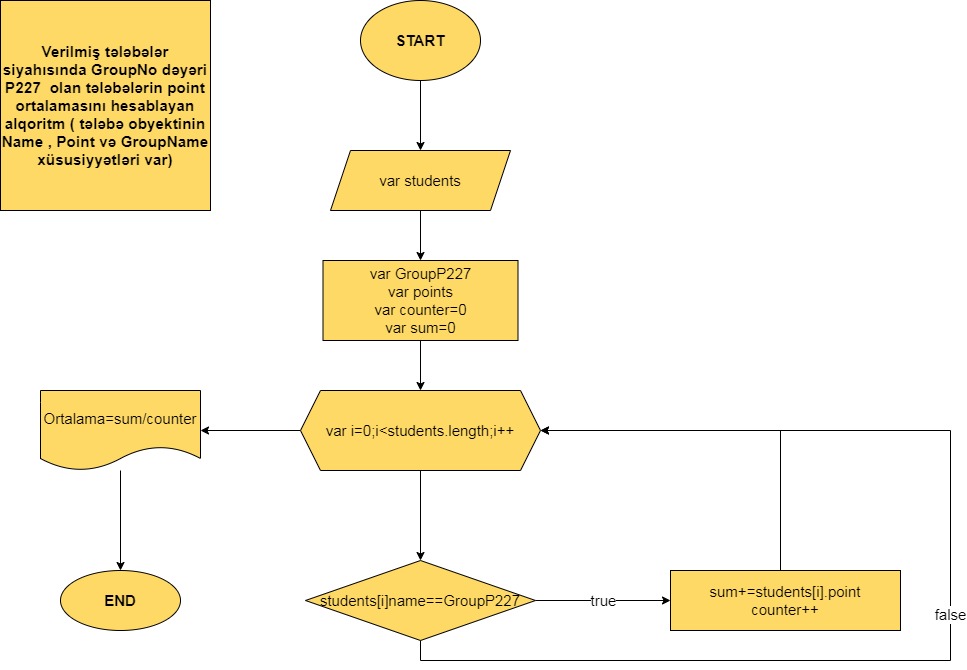 Verilmiş tələbələr
siyahısında GroupNo dəyəri
P227 olan tələbələrin point
ortalamasını hesablayan
alqoritm ( tələbə obyektinin
Name , Point və GroupName
xüsusiyyətləri var)
START
var students
var GroupP227
var points
var counter=0
var sum=0
Ortalama=sum/counter
var i=0;i<students.length;i++
END
students[i]name==GroupP227
true
sum+=students[i].point
counter++
false